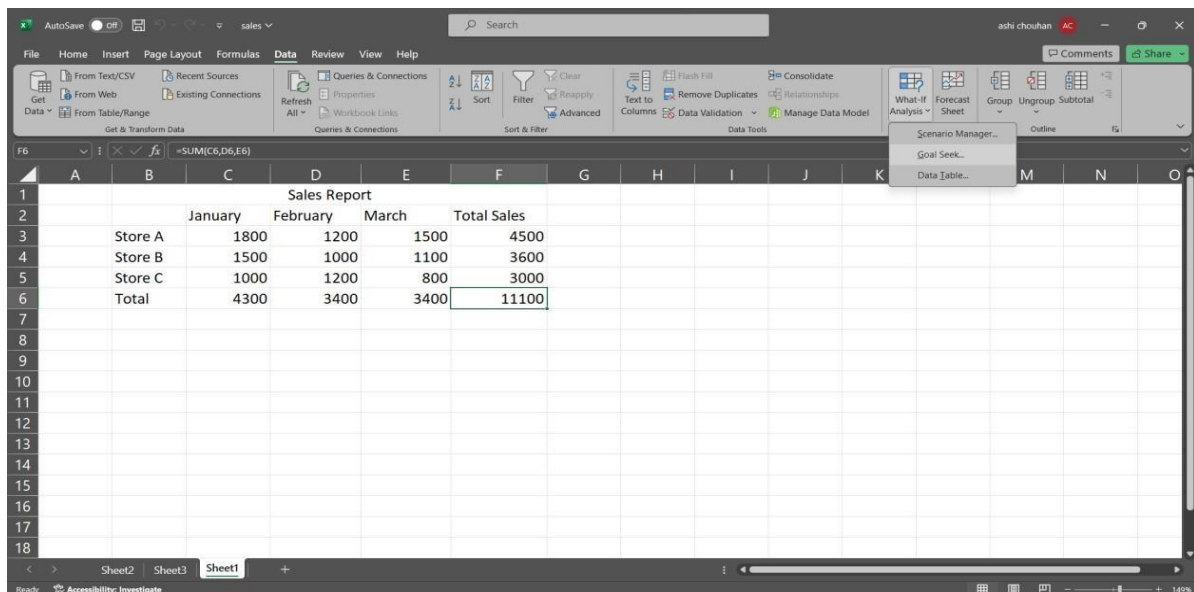 AutoSave Off sales Search ashi chouhan AC
File Home Insert Page Layout Formulas Data Review View Help Comments Share
Get Data
From Text/CSV
From Web
From Table/Range
Recent Sources
Existing Connections
Get & Transform Data
Refresh All
Queries & Connections
Properties
Workbook Links
Queries & Connections
Sort
Filter
Clear
Reapply
Advanced
Sort & Filter
Text to Columns
Flash Fill
Remove Duplicates
Data Validation
Consolidate
Relationships
Manage Data Model
Data Tools
What-If Analysis
Forecast Sheet
Group Ungroup Subtotal
Outline
Scenario Manager...
Goal Seek...
Data Table...
F6 fx =SUM(C6,D6,E6)
A B C D E F G H I J K M N O
1 Sales Report
2 January February March Total Sales
3 Store A 1800 1200 1500 4500
4 Store B 1500 1000 1100 3600
5 Store C 1000 1200 800 3000
6 Total 4300 3400 3400 11100
7
8
9
10
11
12
13
14
15
16
17
18
Sheet2 Sheet3 Sheet1
Ready Accessibility: Investigate 149%